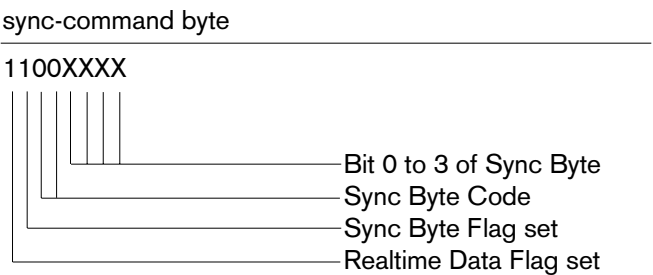 sync-command byte
1100XXXX
Bit 0 to 3 of Sync Byte
Sync Byte Code
Sync Byte Flag set
Realtime Data Flag set